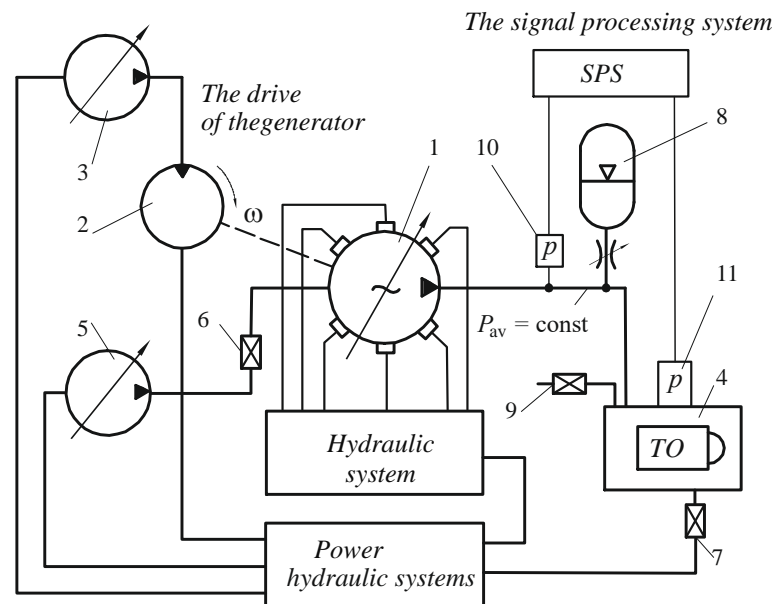 The signal processing system
SPS
The drive
of thegenerator
3
10
1
8
2
ω
p
11
5
6
P_av = const
~
9
p
4
TO
Hydraulic
system
7
Power
hydraulic systems